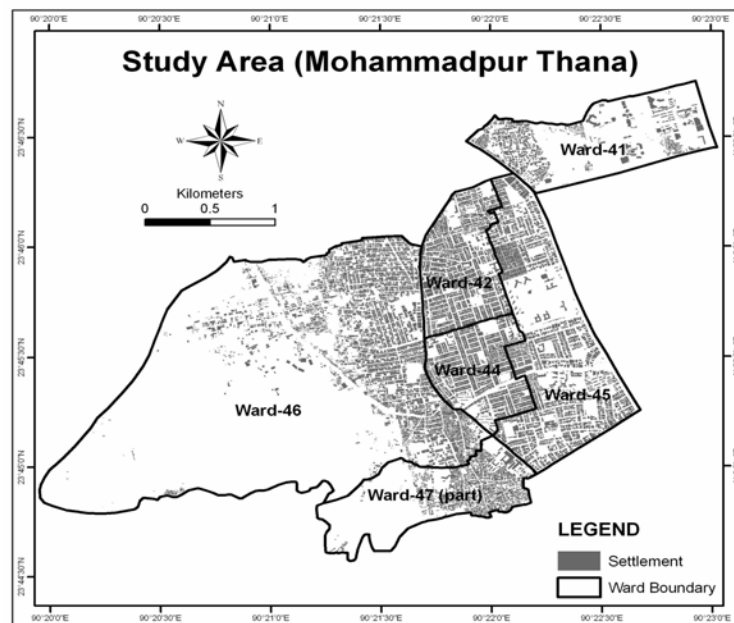 90°20'0"E 90°20'30"E 90°21'0"E 90°21'30"E 90°22'0"E 90°22'30"E 90°23'0"E
Study Area (Mohammadpur Thana)
N
W E
S
Kilometers
0 0.5 1
23°46'30"N
23°46'0"N
23°45'30"N
23°45'0"N
23°44'30"N
Ward-41
Ward-42
Ward-44
Ward-45
Ward-46
Ward-47 (part)
LEGEND
Settlement
Ward Boundary
90°20'0"E 90°20'30"E 90°21'0"E 90°21'30"E 90°22'0"E 90°22'30"E 90°23'0"E